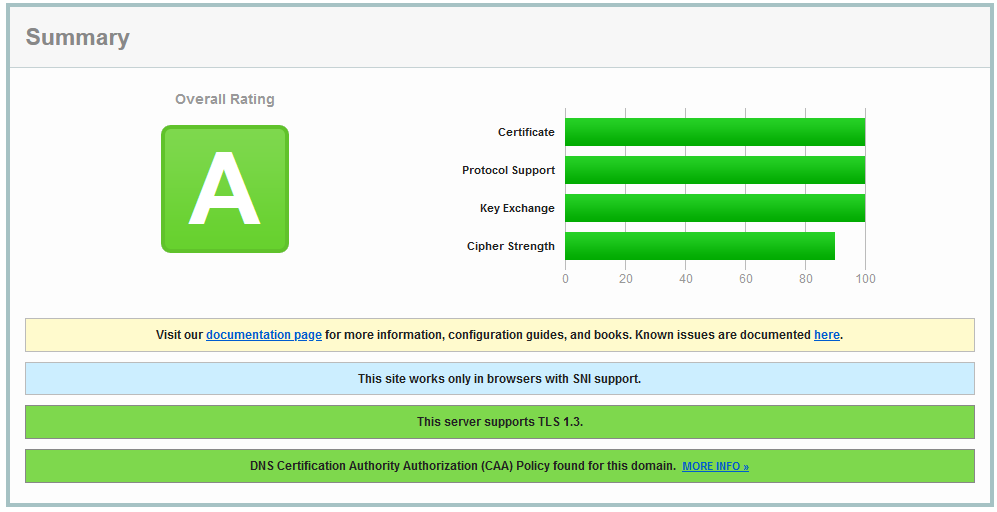 Summary
Overall Rating
A
Certificate
Protocol Support
Key Exchange
Cipher Strength
0 20 40 60 80 100
Visit our documentation page for more information, configuration guides, and books. Known issues are documented here.
This site works only in browsers with SNI support.
This server supports TLS 1.3.
DNS Certification Authority Authorization (CAA) Policy found for this domain. MORE INFO »